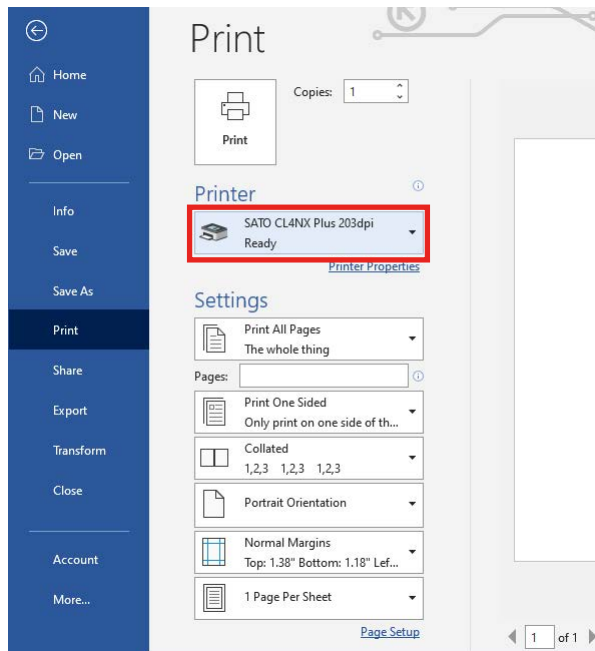 Print
Home
New
Open
Info
Save
Save As
Print
Share
Export
Transform
Close
Account
More...
Copies: 1
Print
Printer
SATO CL4NX Plus 203dpi
Ready
Printer Properties
Settings
Print All Pages
The whole thing
Pages:
Print One Sided
Only print on one side of th...
Collated
1,2,3 1,2,3 1,2,3
Portrait Orientation
Normal Margins
Top: 1.38" Bottom: 1.18" Lef...
1 Page Per Sheet
Page Setup
1 of 1